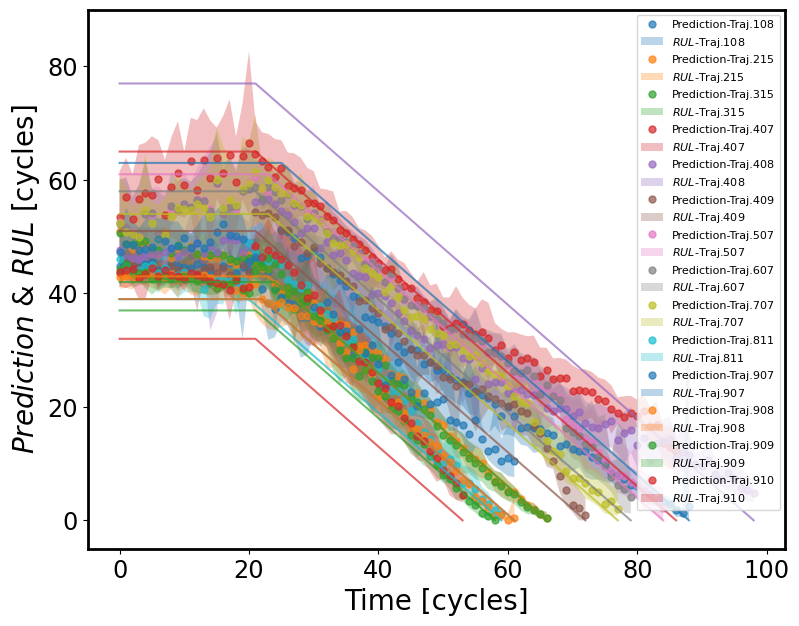 Prediction & RUL [cycles]
80
60
40
20
0
0 20 40 60 80 100
Time [cycles]
Prediction-Traj.108
RUL-Traj.108
Prediction-Traj.215
RUL-Traj.215
Prediction-Traj.315
RUL-Traj.315
Prediction-Traj.407
RUL-Traj.407
Prediction-Traj.408
RUL-Traj.408
Prediction-Traj.409
RUL-Traj.409
Prediction-Traj.507
RUL-Traj.507
Prediction-Traj.607
RUL-Traj.607
Prediction-Traj.707
RUL-Traj.707
Prediction-Traj.811
RUL-Traj.811
Prediction-Traj.907
RUL-Traj.907
Prediction-Traj.908
RUL-Traj.908
Prediction-Traj.909
RUL-Traj.909
Prediction-Traj.910
RUL-Traj.910